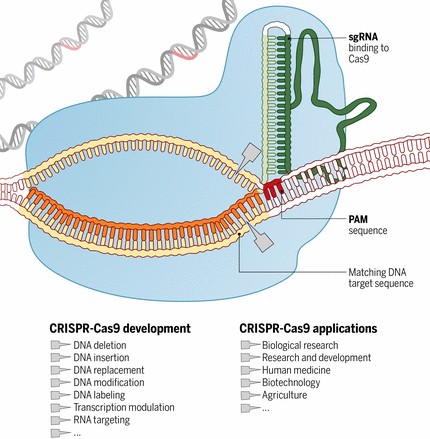 sgRNA
binding to
Cas9
PAM
sequence
Matching DNA
target sequence
CRISPR-Cas9 development
DNA deletion
DNA insertion
DNA replacement
DNA modification
DNA labeling
Transcription modulation
RNA targeting
...
CRISPR-Cas9 applications
Biological research
Research and development
Human medicine
Biotechnology
Agriculture
...